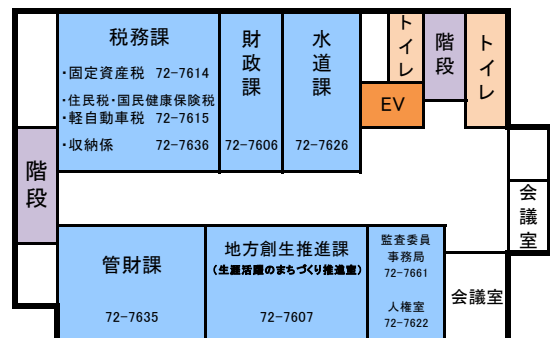 税務課
・固定資産税 72-7614
・住民税・国民健康保険税
・軽自動車税 72-7615
・収納係 72-7636
財政課
72-7606
水道課
72-7626
トイレ
EV
階段
トイレ
階段
会議室
管財課
72-7635
地方創生推進課
(生涯活躍のまちづくり推進室)
72-7607
監査委員
事務局
72-7661
人権室
72-7622
会議室